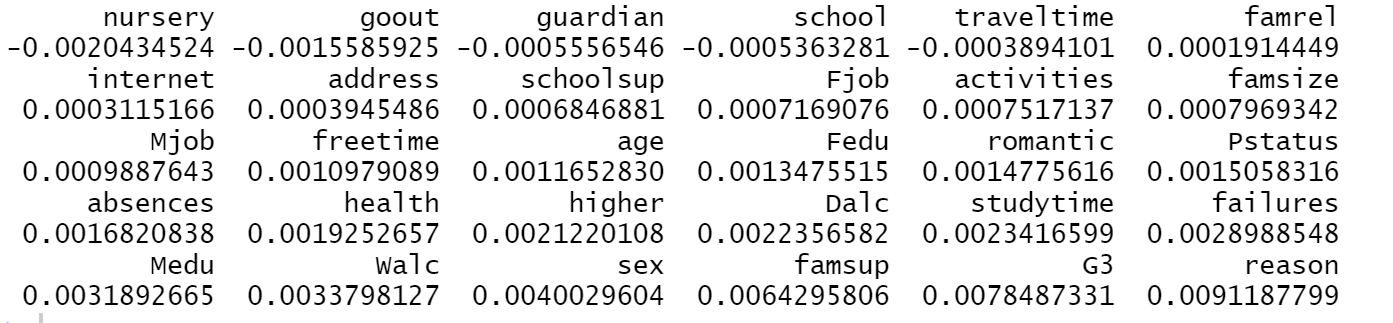 nursery goout guardian school traveltime famrel
-0.0020434524 -0.0015585925 -0.0005556546 -0.0005363281 -0.0003894101 0.0001914449
internet address schoolsup Fjob activities famsize
0.0003115166 0.0003945486 0.0006846881 0.0007169076 0.0007517137 0.0007969342
Mjob freetime age Fedu romantic Pstatus
0.0009887643 0.0010979089 0.0011652830 0.0013475515 0.0014775616 0.0015058316
absences health higher Dalc studytime failures
0.0016820838 0.0019252657 0.0021220108 0.0022356582 0.0023416599 0.0028988548
Medu Walc sex famsup G3 reason
0.0031892665 0.0033798127 0.0040029604 0.0064295806 0.0078487331 0.0091187799